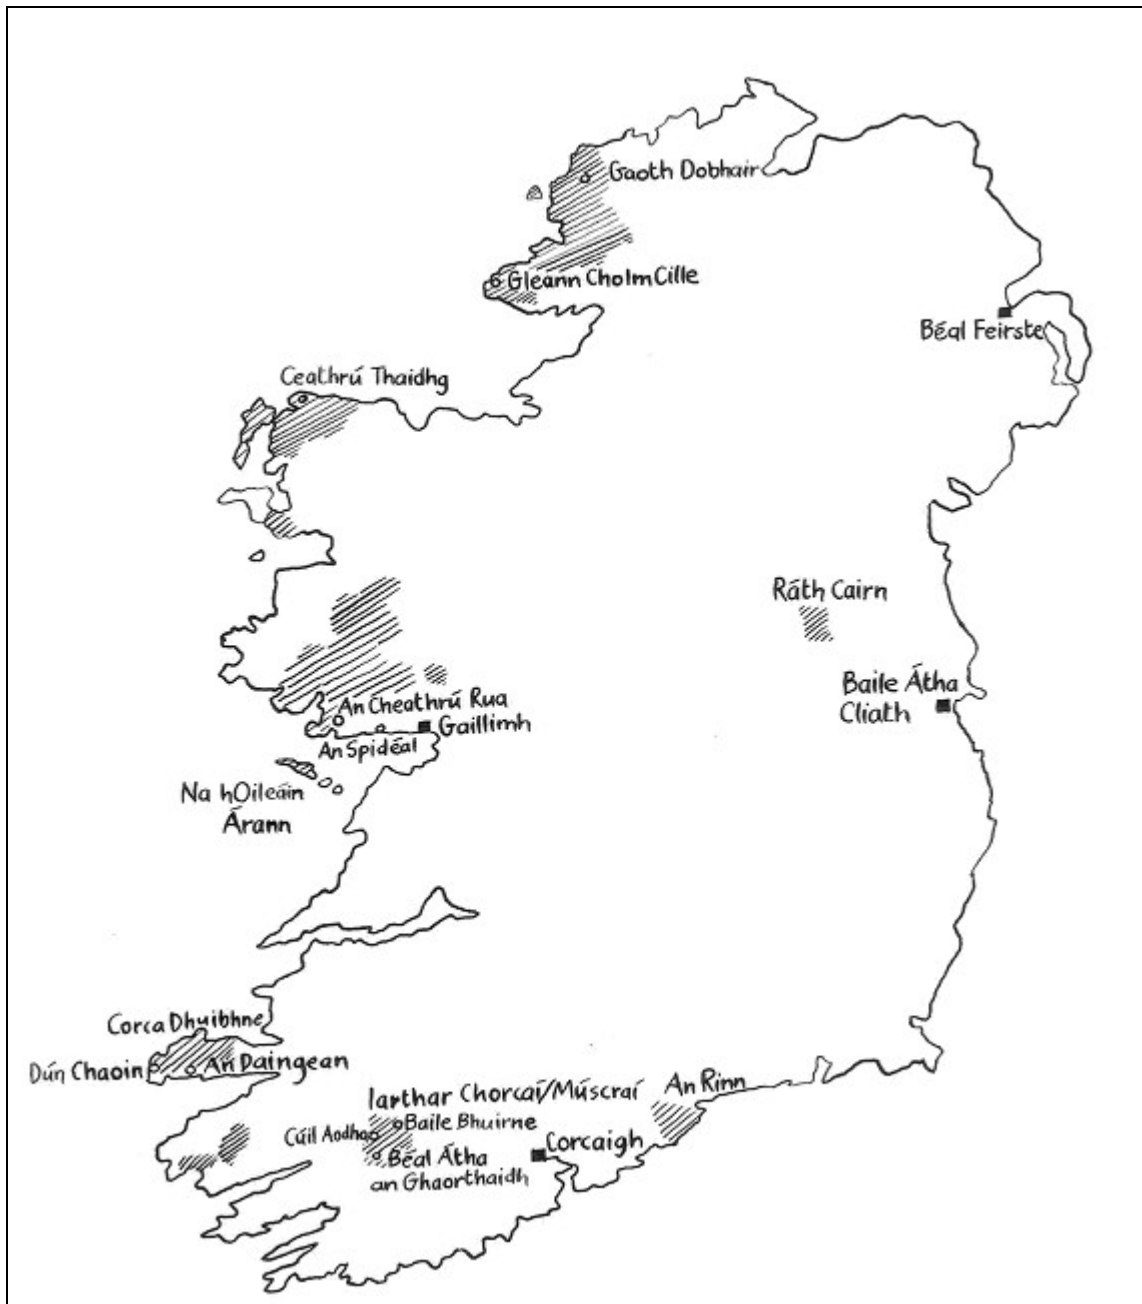 Gaoth Dobhair
Gleann Cholm Cille
Béal Feirste
Ceathrú Thaidhg
Ráth Cairn
Baile Átha
Cliath
An Cheathrú Rua
Gaillimh
An Spidéal
Na hOileáin
Árann
Corca Dhuibhne
Dún Chaoin
An Daingean
Iarthar Chorcaí/Múscraí
An Rinn
Baile Bhuirne
Cúil Aodha
Corcaigh
Béal Átha
an Ghaorthaidh